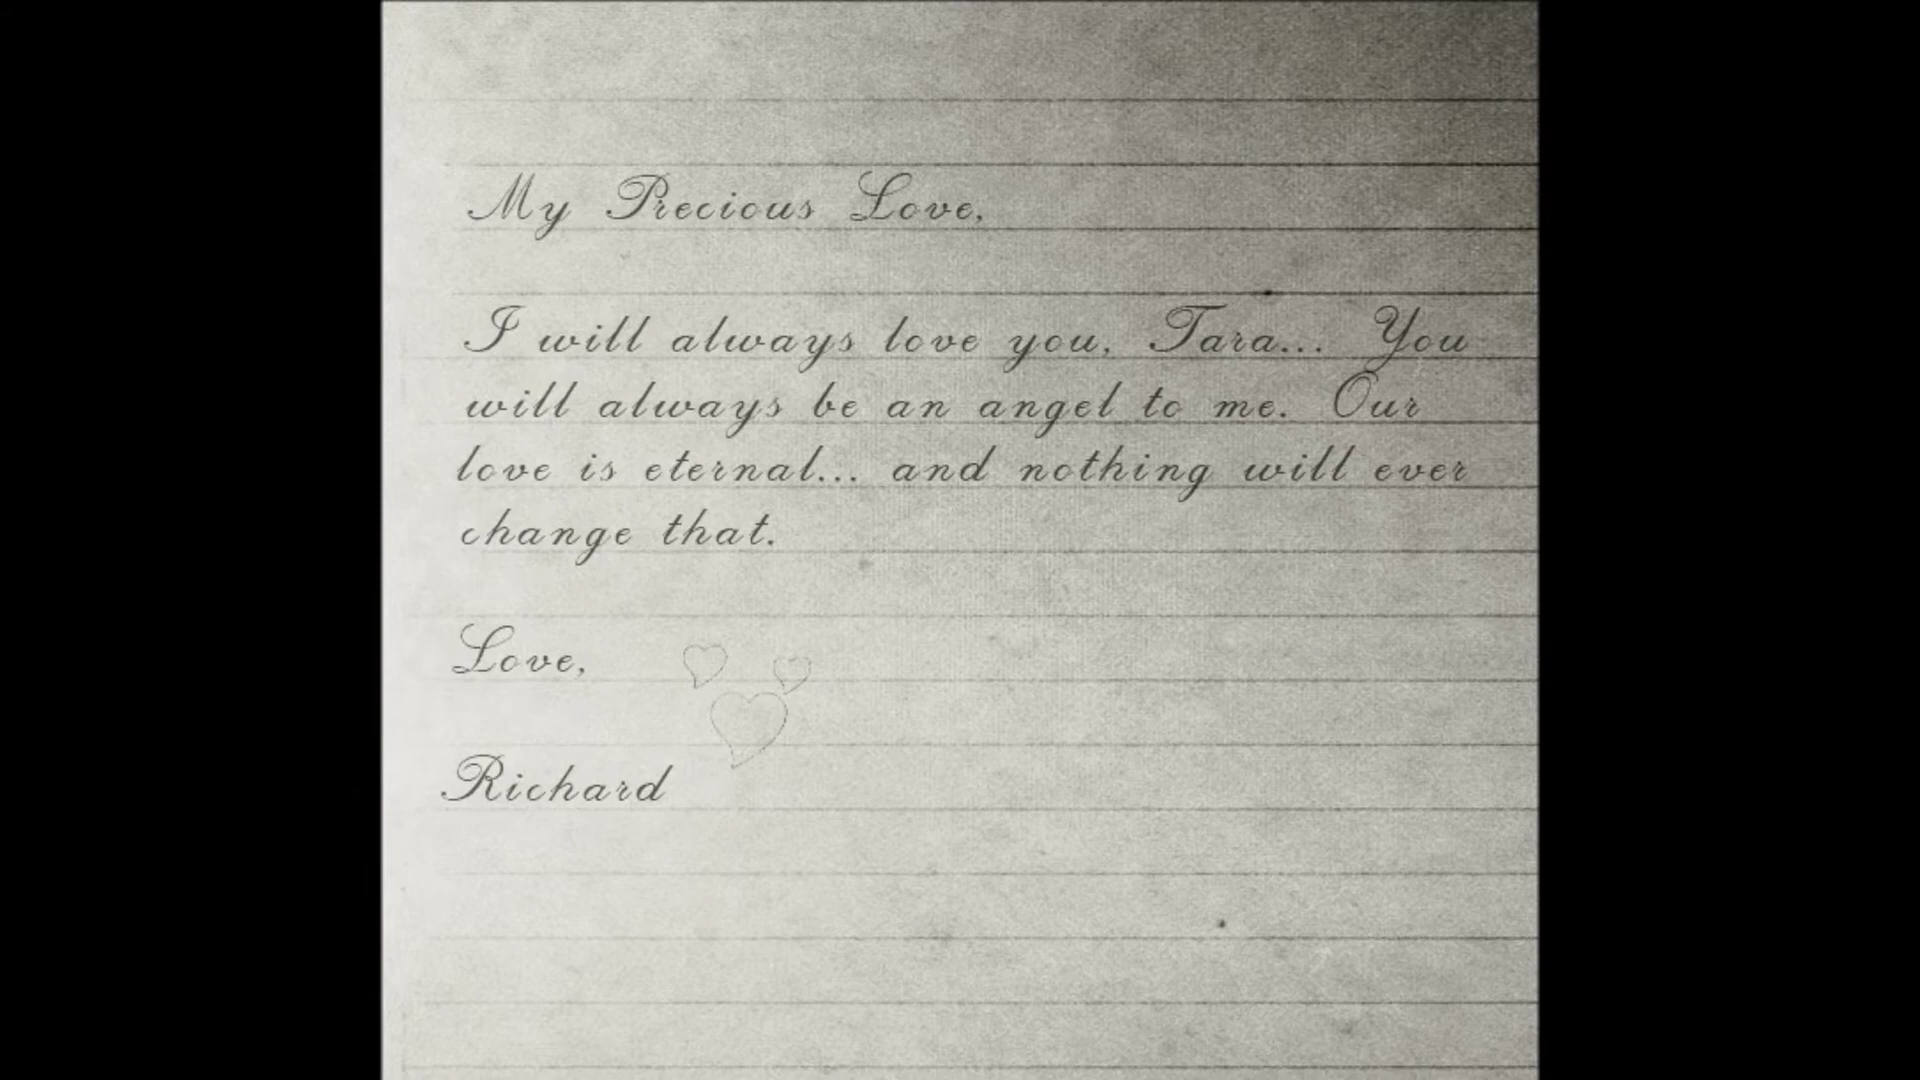 My Precious Love,
I will always love you, Tara... You
will always be an angel to me. Our
love is eternal... and nothing will ever
change that.
Love,
Richard